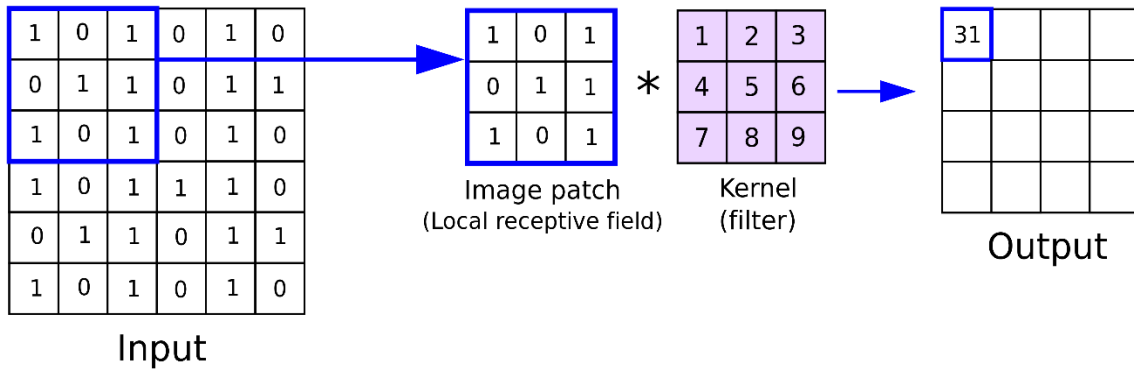 1 0 1 0 1 0
0 1 1 0 1 1
1 0 1 0 1 0
1 0 1 1 1 0
0 1 1 0 1 1
1 0 1 0 1 0
Input
1 0 1
0 1 1
1 0 1
Image patch
(Local receptive field)
*
1 2 3
4 5 6
7 8 9
Kernel
(filter)
31
Output